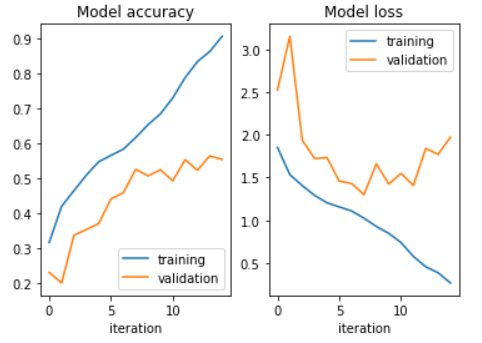 Model accuracy
0.9
0.8
0.7
0.6
0.5
0.4
0.3
0.2
0
5
10
iteration
training
validation
Model loss
3.0
2.5
2.0
1.5
1.0
0.5
0
5
10
iteration
training
validation